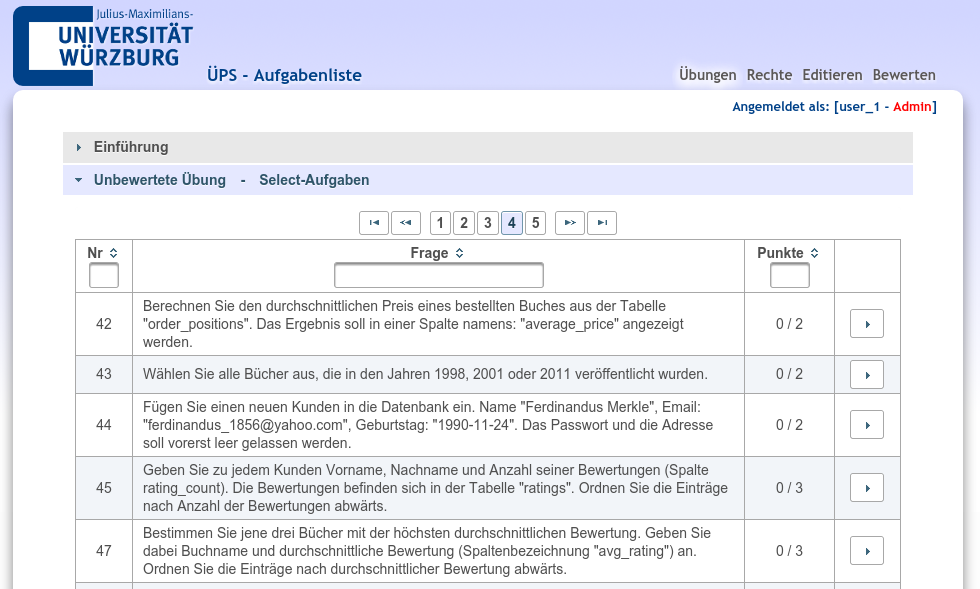 Julius-Maximilians-
UNIVERSITÄT
WÜRZBURG
ÜPS - Aufgabenliste
Übungen Rechte Editieren Bewerten
Angemeldet als: [user_1 - Admin]
Einführung
Unbewertete Übung - Select-Aufgaben
1 2 3 4 5
Nr Frage Punkte
42 Berechnen Sie den durchschnittlichen Preis eines bestellten Buches aus der Tabelle
"order_positions". Das Ergebnis soll in einer Spalte namens: "average_price" angezeigt
werden. 0 / 2
43 Wählen Sie alle Bücher aus, die in den Jahren 1998, 2001 oder 2011 veröffentlicht wurden. 0 / 2
44 Fügen Sie einen neuen Kunden in die Datenbank ein. Name "Ferdinandus Merkle", Email:
"ferdinandus_1856@yahoo.com", Geburtstag: "1990-11-24". Das Passwort und die Adresse
soll vorerst leer gelassen werden. 0 / 2
45 Geben Sie zu jedem Kunden Vorname, Nachname und Anzahl seiner Bewertungen (Spalte
rating_count). Die Bewertungen befinden sich in der Tabelle "ratings". Ordnen Sie die Einträge
nach Anzahl der Bewertungen abwärts. 0 / 3
47 Bestimmen Sie jene drei Bücher mit der höchsten durchschnittlichen Bewertung. Geben Sie
dabei Buchname und durchschnittliche Bewertung (Spaltenbezeichnung "avg_rating") an.
Ordnen Sie die Einträge nach durchschnittlicher Bewertung abwärts. 0 / 3